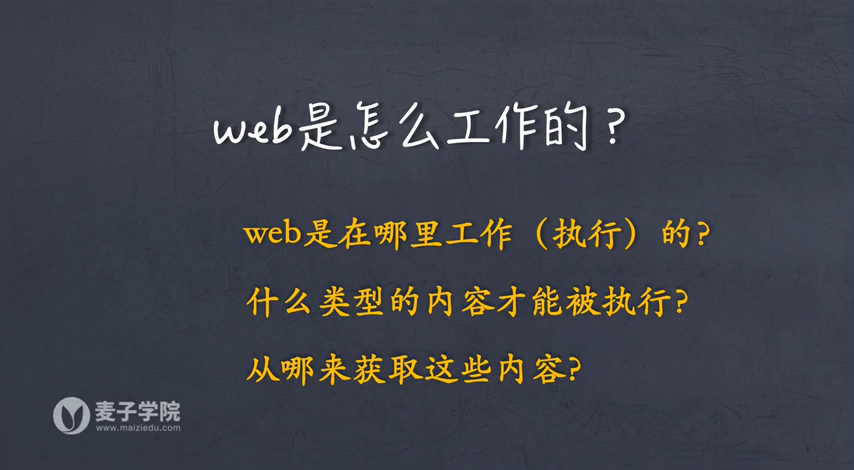 web是怎么工作的？
web是在哪里工作（执行）的？
什么类型的内容才能被执行？
从哪来获取这些内容？
麦子学院
www.maiziedu.com